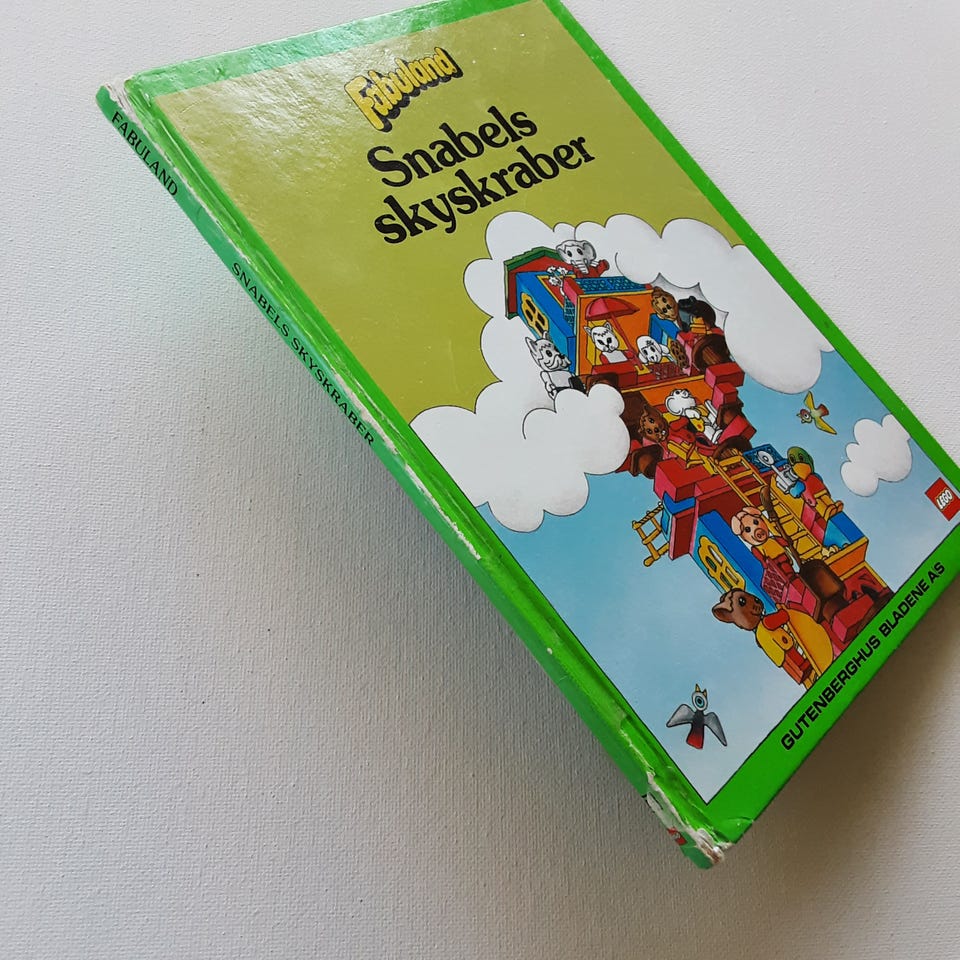 Fabuland
Snabels
skyskraber
LEGO
GUTENBERGHUS BLADENE AS
FABULAND
SNABELS SKYSKRABER